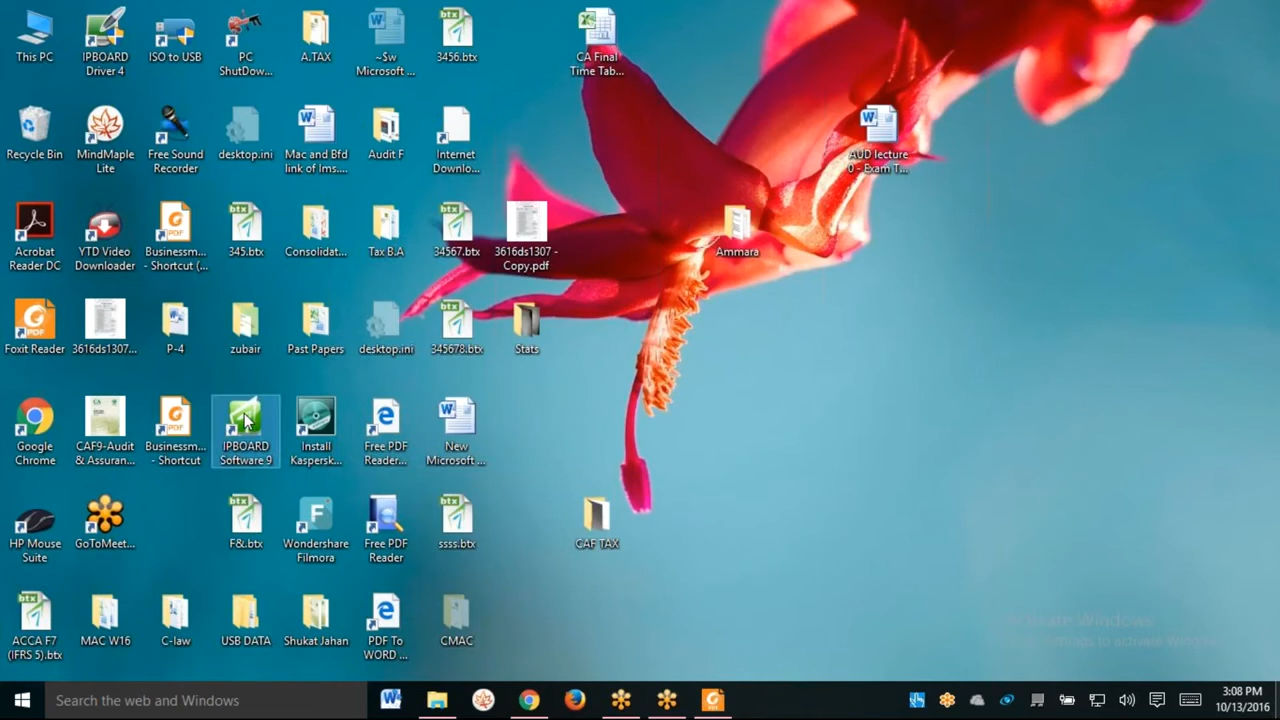 This PC
IPBOARD
Driver 4
ISO to USB
PC
ShutDow...
A.TAX
~$w
Microsoft ...
3456.btx
CA Final
Time Tab...
Recycle Bin
MindMaple
Lite
Free Sound
Recorder
desktop.ini
Mac and Bfd
link of lms....
Audit F
Internet
Downlo...
AUD lecture
0 - Exam T...
Acrobat
Reader DC
YTD Video
Downloader
Businessm...
- Shortcut (...
345.btx
Consolidat...
Tax B.A
34567.btx
3616ds1307 -
Copy.pdf
Ammara
Foxit Reader
3616ds1307...
P-4
zubair
Past Papers
desktop.ini
345678.btx
Stats
Google
Chrome
CAF9-Audit
& Assuran...
Businessm...
- Shortcut
IPBOARD
Software 9
Install
Kaspersk...
Free PDF
Reader...
New
Microsoft ...
HP Mouse
Suite
GoToMeet...
F&.btx
Wondershare
Filmora
Free PDF
Reader
ssss.btx
CAF TAX
ACCA F7
(IFRS 5).btx
MAC W16
C-law
USB DATA
Shukat Jahan
PDF To
WORD ...
CMAC
Search the web and Windows
3:08 PM
10/13/2016